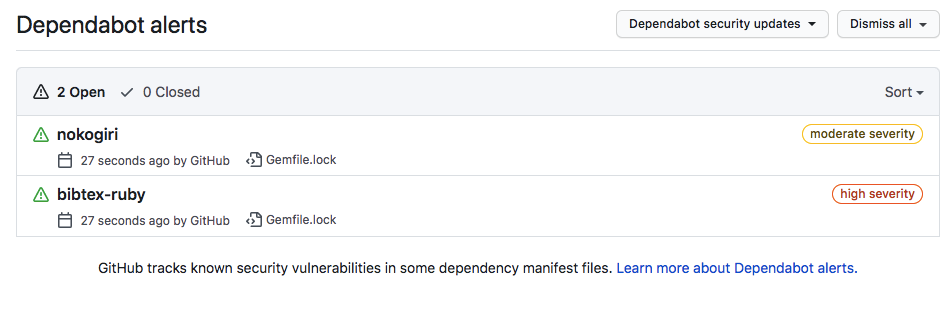 Dependabot alerts
Dependabot security updates
Dismiss all
2 Open
0 Closed
Sort
nokogiri
moderate severity
27 seconds ago by GitHub
Gemfile.lock
bibtex-ruby
high severity
27 seconds ago by GitHub
Gemfile.lock
GitHub tracks known security vulnerabilities in some dependency manifest files. Learn more about Dependabot alerts.